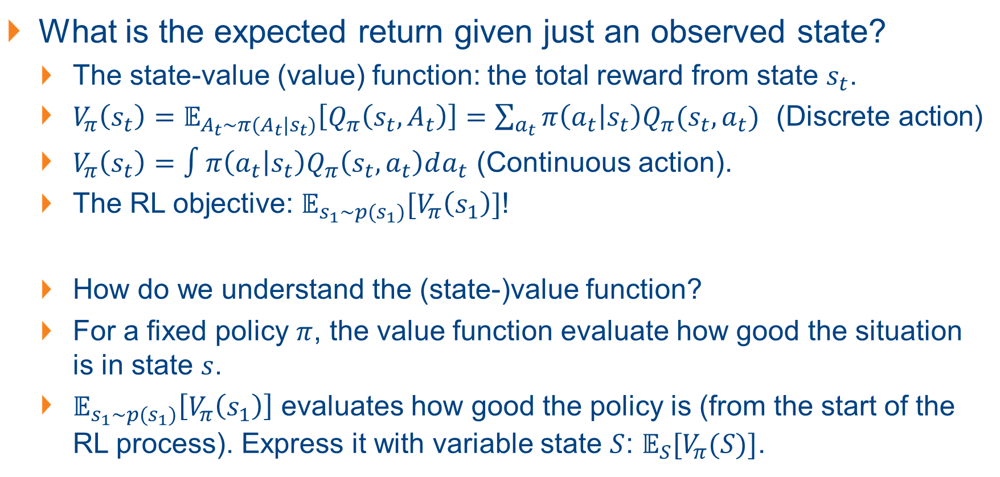 What is the expected return given just an observed state?
The state-value (value) function: the total reward from state $s_t$.
$V_\pi(s_t) = \mathbb{E}_{A_t \sim \pi(A_t|s_t)}[Q_\pi(s_t, A_t)] = \sum_{a_t} \pi(a_t|s_t)Q_\pi(s_t, a_t)$ (Discrete action)
$V_\pi(s_t) = \int \pi(a_t|s_t)Q_\pi(s_t, a_t)da_t$ (Continuous action).
The RL objective: $\mathbb{E}_{s_1 \sim p(s_1)}[V_\pi(s_1)]$!
How do we understand the (state-)value function?
For a fixed policy $\pi$, the value function evaluate how good the situation
is in state $s$.
$\mathbb{E}_{s_1 \sim p(s_1)}[V_\pi(s_1)]$ evaluates how good the policy is (from the start of the
RL process). Express it with variable state $S$: $\mathbb{E}_S[V_\pi(S)]$.